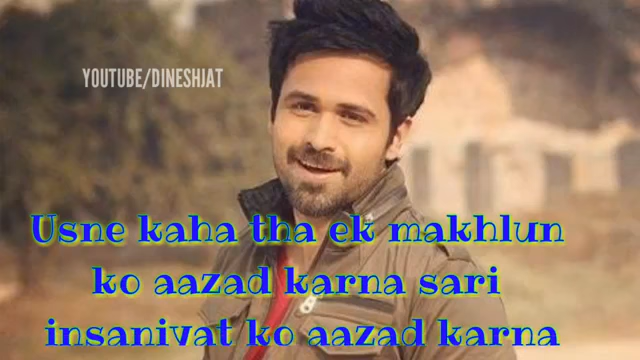 YOUTUBE/DINESHJAT
Usne kaha tha ek makhlun
ko aazad karna sari
insanivat ko aazad karna